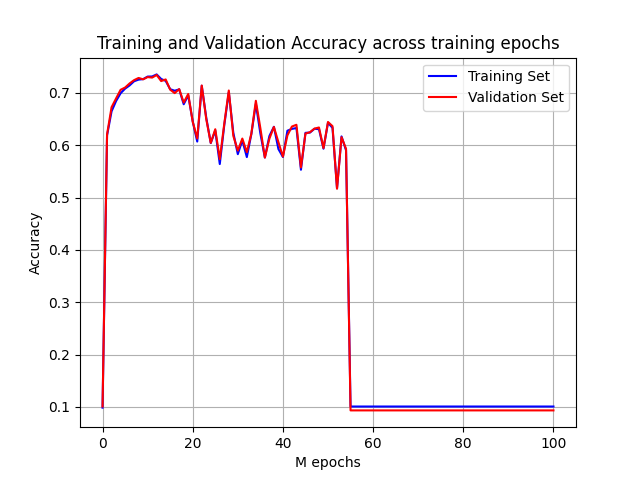 Training and Validation Accuracy across training epochs
Training Set
Validation Set
Accuracy
0.7
0.6
0.5
0.4
0.3
0.2
0.1
0 20 40 60 80 100
M epochs